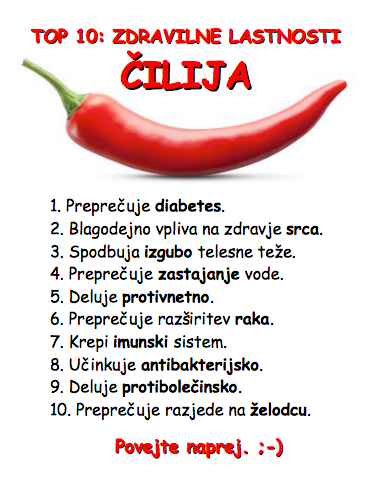 TOP 10: ZDRAVILNE LASTNOSTI
ČILIJA
1. Preprečuje diabetes.
2. Blagodejno vpliva na zdravje srca.
3. Spodbuja izgubo telesne teže.
4. Preprečuje zastajanje vode.
5. Deluje protivnetno.
6. Preprečuje razširitev raka.
7. Krepi imunski sistem.
8. Učinkuje antibakterijsko.
9. Deluje protibolečinsko.
10. Preprečuje razjede na želodcu.
Povejte naprej. ;-)